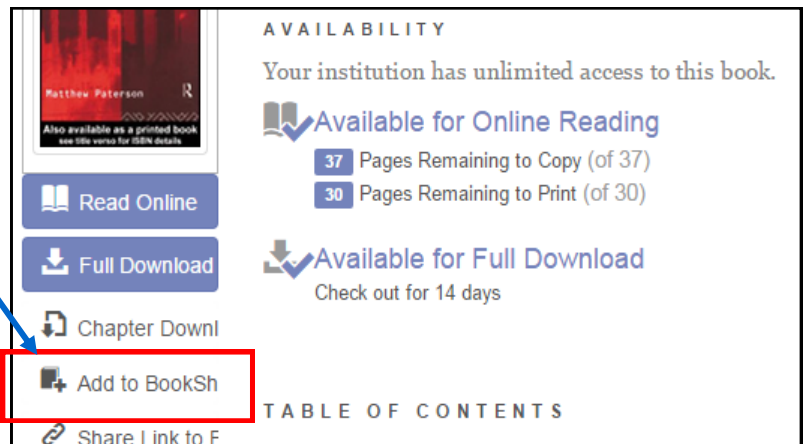 Matthew Paterson
R
Also available as a printed book
see title verso for ISBN details
Read Online
Full Download
Chapter Downl
Add to BookSh
Share Link to
AVAILABILITY
Your institution has unlimited access to this book.
Available for Online Reading
37 Pages Remaining to Copy (of 37)
30 Pages Remaining to Print (of 30)
Available for Full Download
Check out for 14 days
TABLE OF CONTENTS